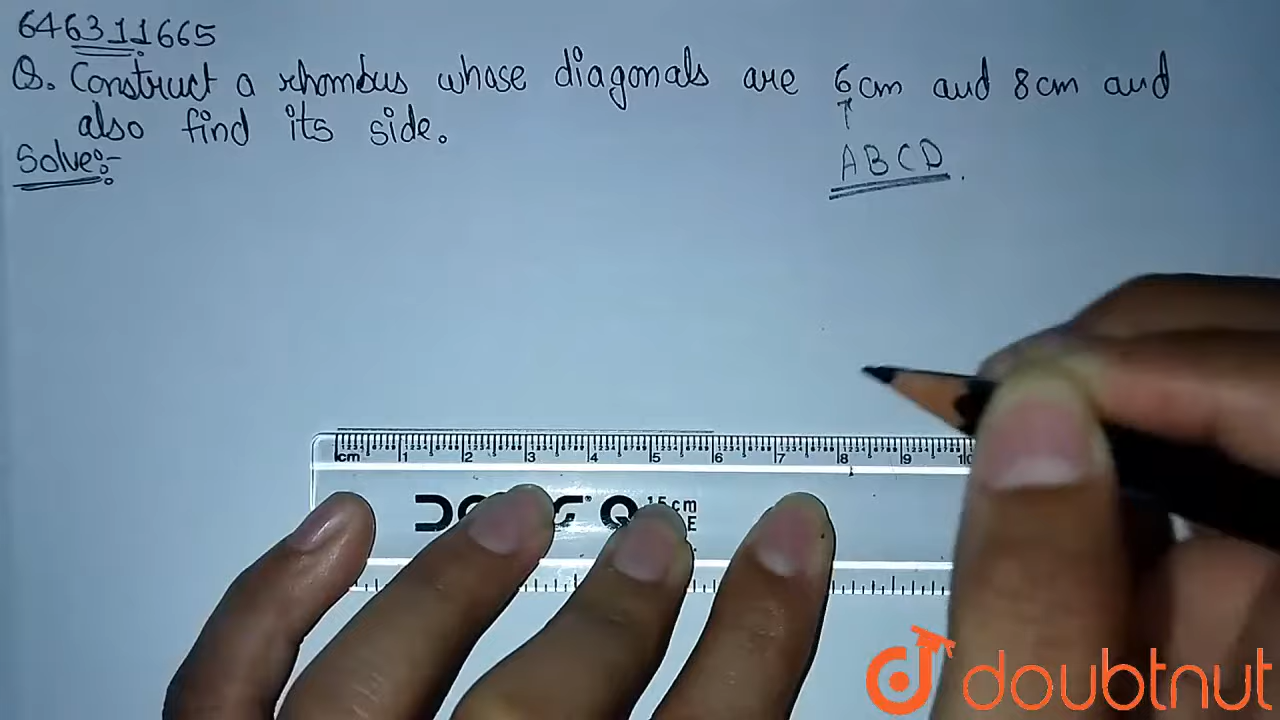 646311665
Q. Construct a rhombus whose diagonals are 6cm and 8cm and
also find its side.
Solve:-
ABCD.
cm 1 2 3 4 5 6 7 8 9 10
15cm
doubtnut